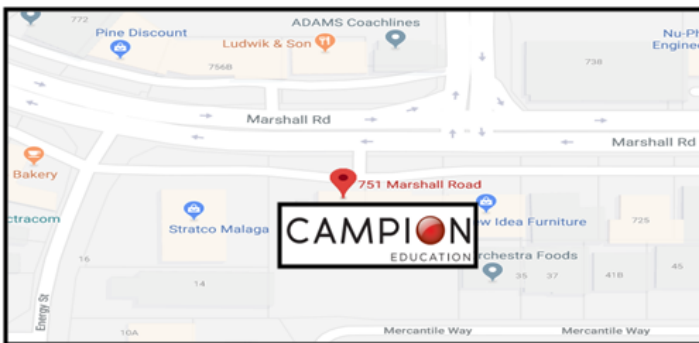 772
ADAMS Coachlines
Pine Discount
Ludwik & Son
Nu-Ph
Engineer
756B
738
Marshall Rd
Marshall Rd
Bakery
751 Marshall Road
ctracom
Stratco Malaga
CAMPION
EDUCATION
ew Idea Furniture
725
rchestra Foods
16
14
35
37
41B
45
Energy St
10A
Mercantile Way
Mercantile Way